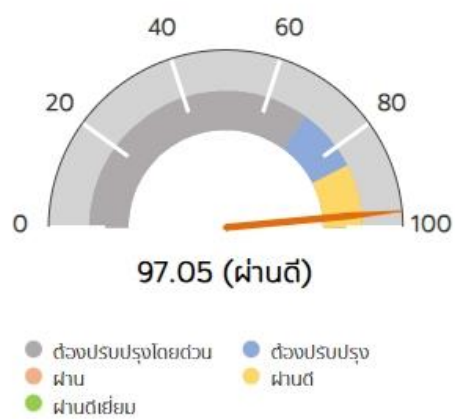 40 60
20 80
0 100
97.05 (ผ่านดี)
ต้องปรับปรุงโดยด่วน ต้องปรับปรุง
ผ่าน ผ่านดี
ผ่านดีเยี่ยม